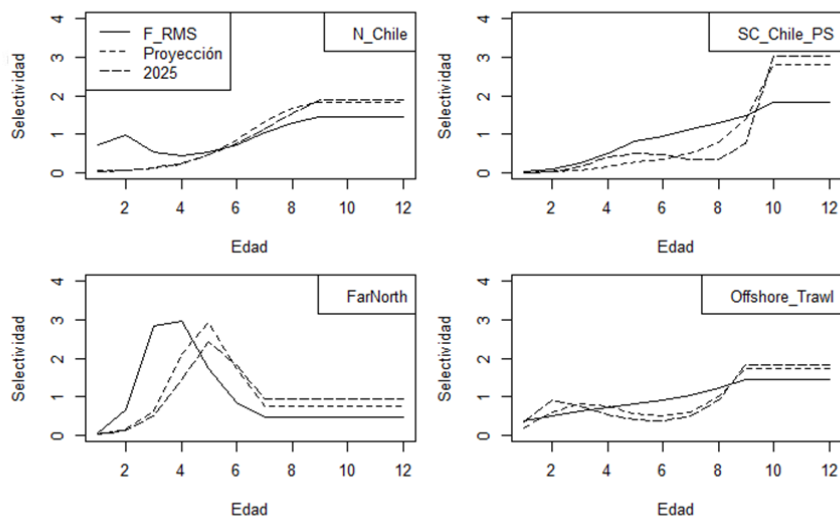 F_RMS
Proyección
2025
N_Chile
Selectividad
0 1 2 3 4
2 4 6 8 10 12
Edad
SC_Chile_PS
Selectividad
0 1 2 3 4
2 4 6 8 10 12
Edad
FarNorth
Selectividad
0 1 2 3 4
2 4 6 8 10 12
Edad
Offshore_Trawl
Selectividad
0 1 2 3 4
2 4 6 8 10 12
Edad